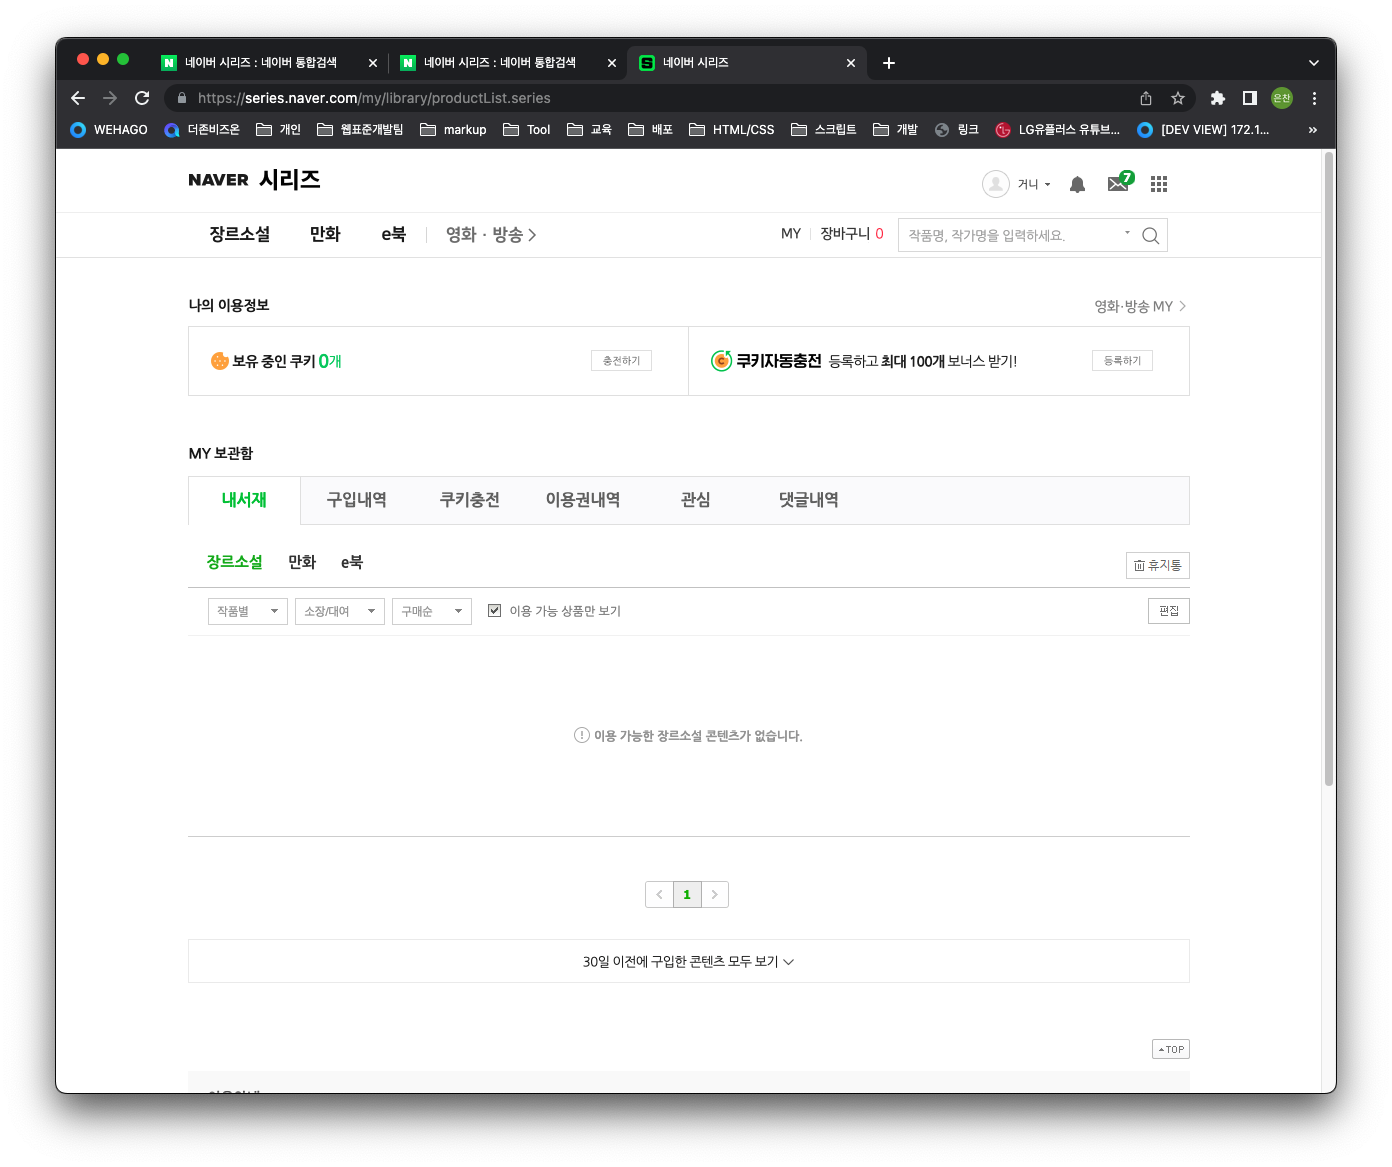 네이버 시리즈 : 네이버 통합검색
네이버 시리즈 : 네이버 통합검색
네이버 시리즈
https://series.naver.com/my/library/productList.series
은찬
WEHAGO 더존비즈온 개인 웹표준개발팀 markup Tool 교육 배포 HTML/CSS 스크립트 개발 링크 LG유플러스 유튜브... [DEV VIEW] 172.1... »
NAVER 시리즈
거니
7
장르소설 만화 e북 영화 · 방송
MY 장바구니 0 작품명, 작가명을 입력하세요.
나의 이용정보
영화·방송 MY
보유 중인 쿠키 0개 충전하기
쿠키자동충전 등록하고 최대 100개 보너스 받기! 등록하기
MY 보관함
내서재 구입내역 쿠키충전 이용권내역 관심 댓글내역
장르소설 만화 e북
휴지통
작품별 소장/대여 구매순 이용 가능 상품만 보기 편집
이용 가능한 장르소설 콘텐츠가 없습니다.
1
30일 이전에 구입한 콘텐츠 모두 보기
TOP